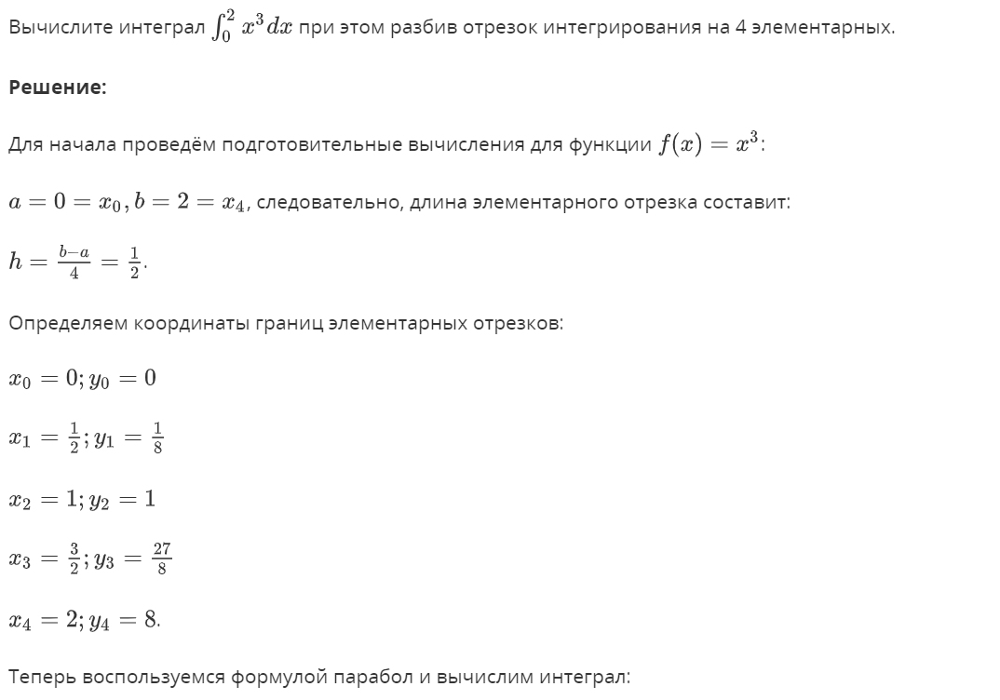 Вычислите интеграл $\int_0^2 x^3 dx$ при этом разбив отрезок интегрирования на 4 элементарных.
Решение:
Для начала проведём подготовительные вычисления для функции $f(x) = x^3$:
$a = 0 = x_0, b = 2 = x_4$, следовательно, длина элементарного отрезка составит:
$h = \frac{b-a}{4} = \frac{1}{2}$.
Определяем координаты границ элементарных отрезков:
$x_0 = 0; y_0 = 0$
$x_1 = \frac{1}{2}; y_1 = \frac{1}{8}$
$x_2 = 1; y_2 = 1$
$x_3 = \frac{3}{2}; y_3 = \frac{27}{8}$
$x_4 = 2; y_4 = 8$.
Теперь воспользуемся формулой парабол и вычислим интеграл: